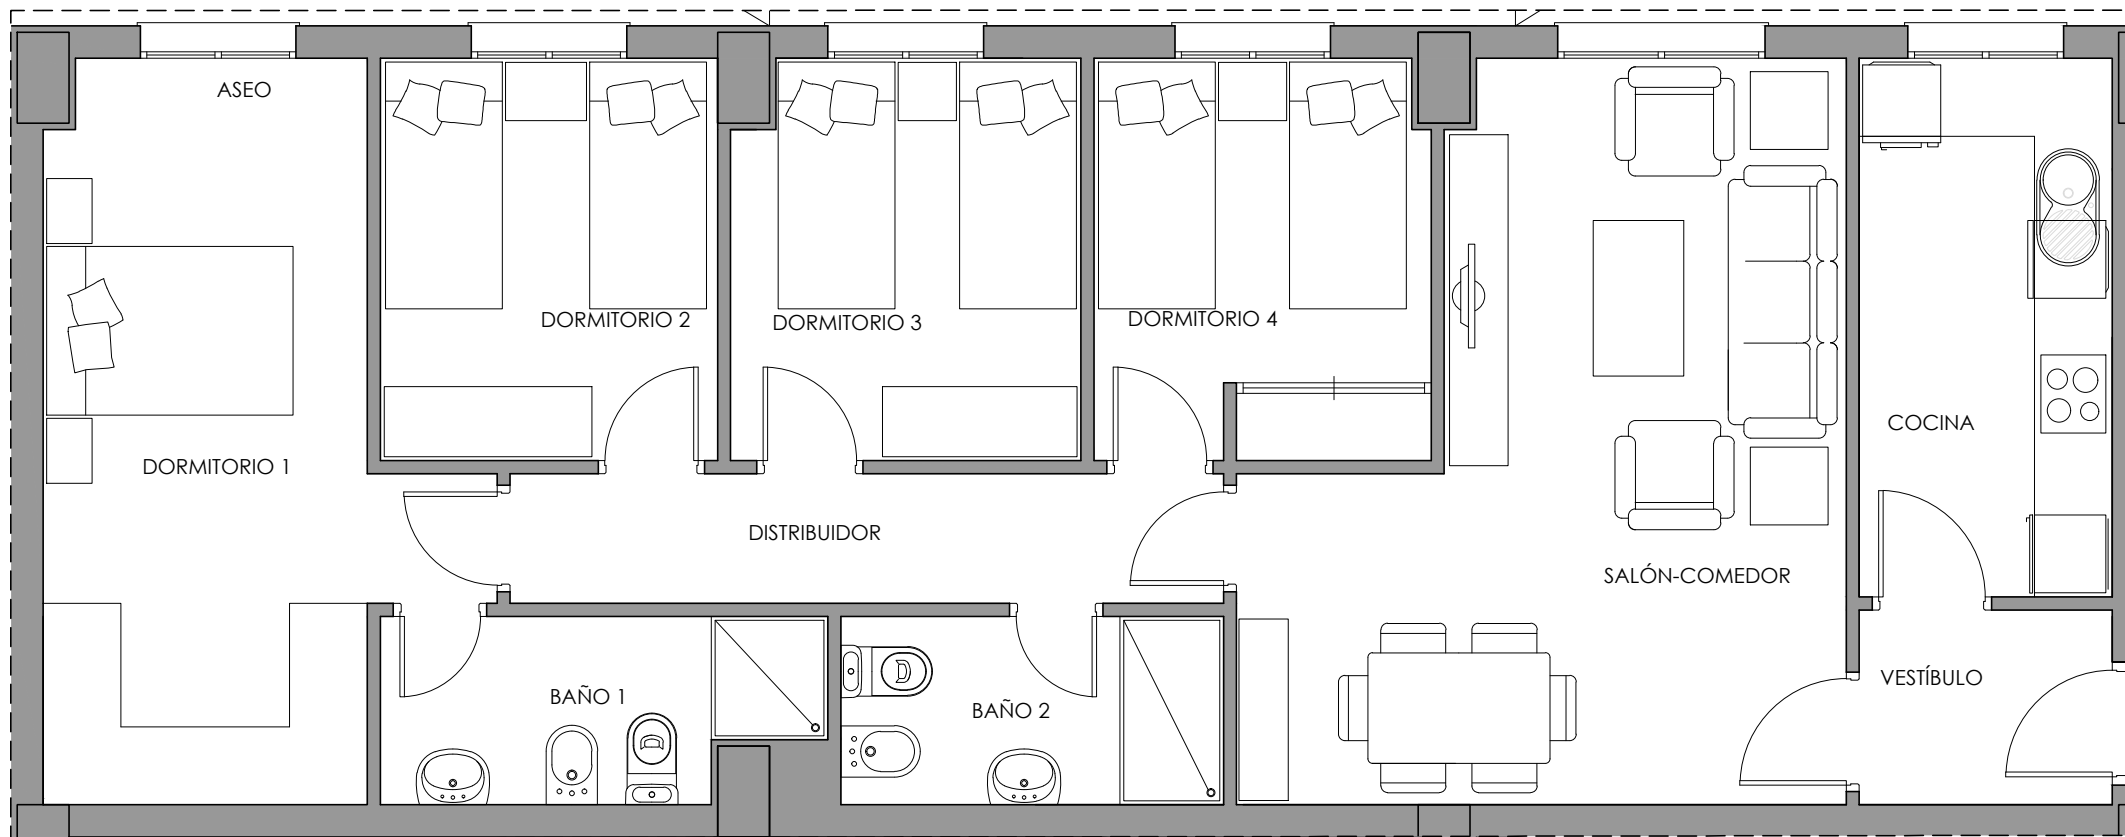 ASEO
DORMITORIO 2
DORMITORIO 3
DORMITORIO 4
COCINA
DORMITORIO 1
DISTRIBUIDOR
SALÓN-COMEDOR
VESTÍBULO
BAÑO 1
BAÑO 2